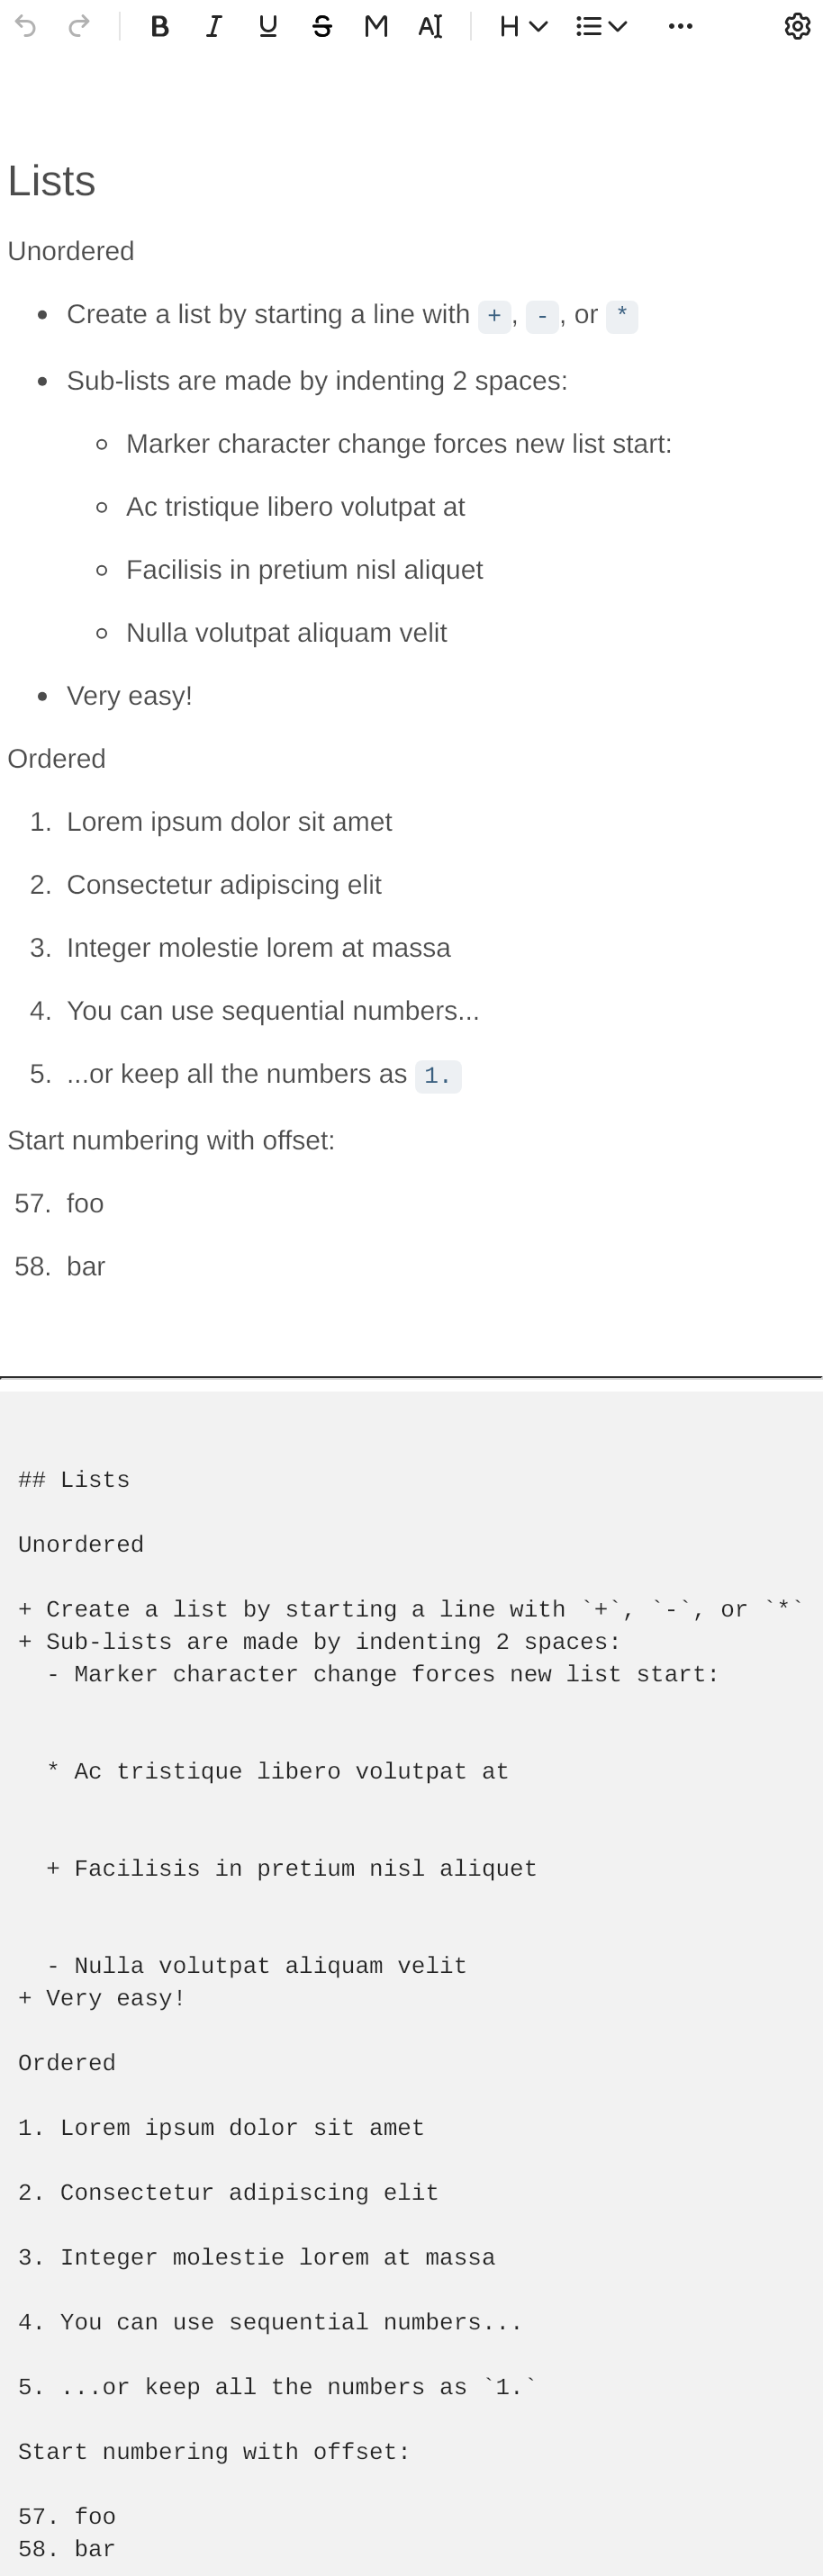 B I U S M A H
Lists
Unordered
• Create a list by starting a line with +, -, or *
• Sub-lists are made by indenting 2 spaces:
◦ Marker character change forces new list start:
◦ Ac tristique libero volutpat at
◦ Facilisis in pretium nisl aliquet
◦ Nulla volutpat aliquam velit
• Very easy!
Ordered
1. Lorem ipsum dolor sit amet
2. Consectetur adipiscing elit
3. Integer molestie lorem at massa
4. You can use sequential numbers...
5. ...or keep all the numbers as 1.
Start numbering with offset:
57. foo
58. bar
## Lists
Unordered
+ Create a list by starting a line with `+`, `-`, or `*`
+ Sub-lists are made by indenting 2 spaces:
  - Marker character change forces new list start:
  * Ac tristique libero volutpat at
  + Facilisis in pretium nisl aliquet
  - Nulla volutpat aliquam velit
+ Very easy!
Ordered
1. Lorem ipsum dolor sit amet
2. Consectetur adipiscing elit
3. Integer molestie lorem at massa
4. You can use sequential numbers...
5. ...or keep all the numbers as `1.`
Start numbering with offset:
57. foo
58. bar